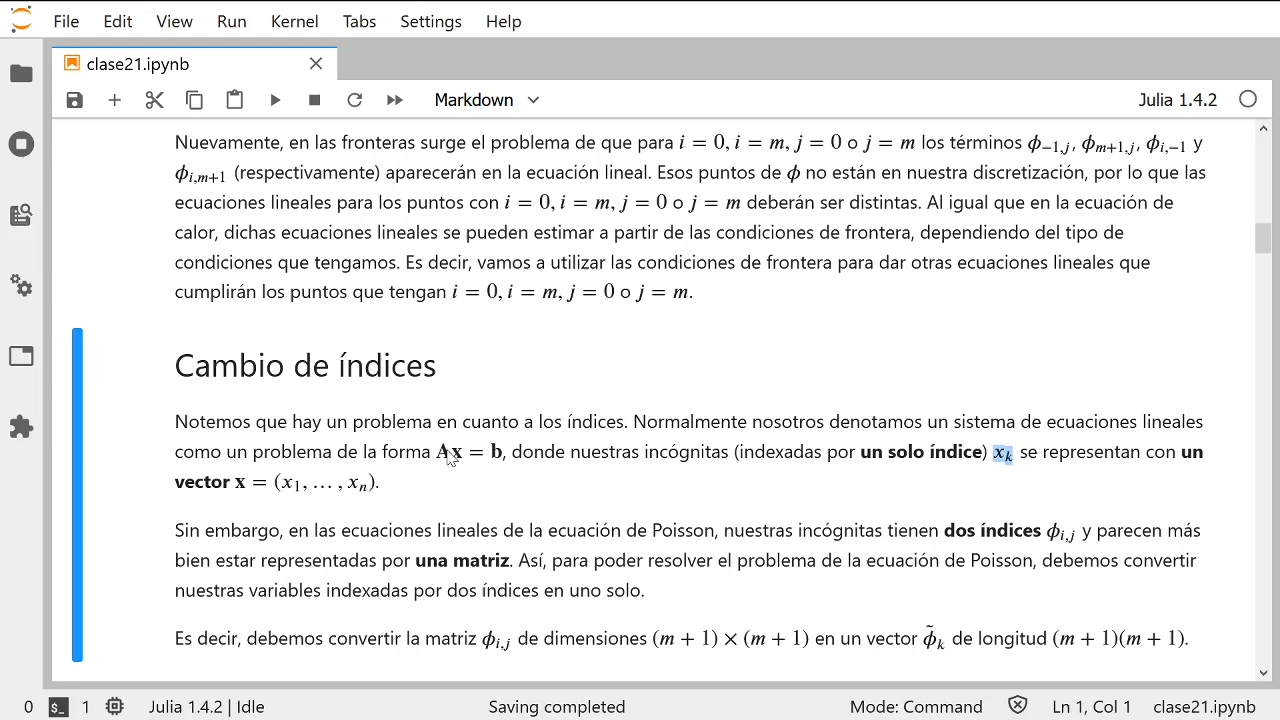 File Edit View Run Kernel Tabs Settings Help
clase21.ipynb
Markdown
Julia 1.4.2
Nuevamente, en las fronteras surge el problema de que para i = 0, i = m, j = 0 o j = m los términos ϕ₋₁,ⱼ, ϕₘ₊₁,ⱼ, ϕᵢ,₋₁ y
ϕᵢ,ₘ₊₁ (respectivamente) aparecerán en la ecuación lineal. Esos puntos de ϕ no están en nuestra discretización, por lo que las
ecuaciones lineales para los puntos con i = 0, i = m, j = 0 o j = m deberán ser distintas. Al igual que en la ecuación de
calor, dichas ecuaciones lineales se pueden estimar a partir de las condiciones de frontera, dependiendo del tipo de
condiciones que tengamos. Es decir, vamos a utilizar las condiciones de frontera para dar otras ecuaciones lineales que
cumplirán los puntos que tengan i = 0, i = m, j = 0 o j = m.
Cambio de índices
Notemos que hay un problema en cuanto a los índices. Normalmente nosotros denotamos un sistema de ecuaciones lineales
como un problema de la forma Ax = b, donde nuestras incógnitas (indexadas por un solo índice) xₖ se representan con un
vector x = (x₁, … , xₙ).
Sin embargo, en las ecuaciones lineales de la ecuación de Poisson, nuestras incógnitas tienen dos índices ϕᵢ,ⱼ y parecen más
bien estar representadas por una matriz. Así, para poder resolver el problema de la ecuación de Poisson, debemos convertir
nuestras variables indexadas por dos índices en uno solo.
Es decir, debemos convertir la matriz ϕᵢ,ⱼ de dimensiones (m + 1) × (m + 1) en un vector ϕ̃ₖ de longitud (m + 1)(m + 1).
0 $_ 1 Julia 1.4.2 | Idle Saving completed Mode: Command Ln 1, Col 1 clase21.ipynb